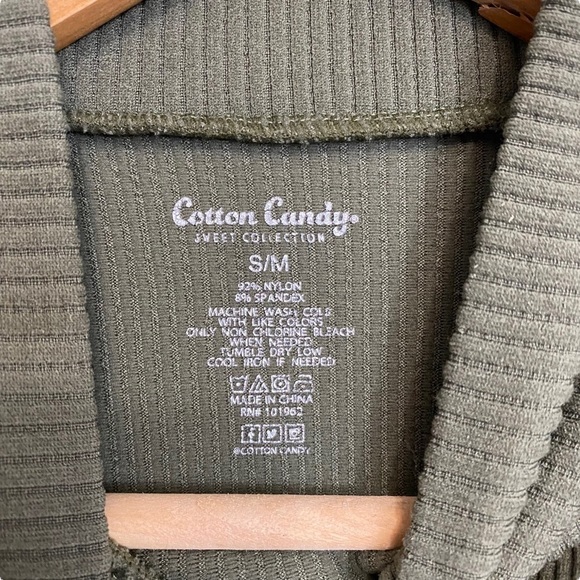 Cotton Candy
SWEET COLLECTION
S/M
92% NYLON
8% SPANDEX
MACHINE WASH COLD
WITH LIKE COLORS
ONLY NON CHLORINE BLEACH
WHEN NEEDED
TUMBLE DRY LOW
COOL IRON IF NEEDED
MADE IN CHINA
RN# 101962
@COTTON CANDY